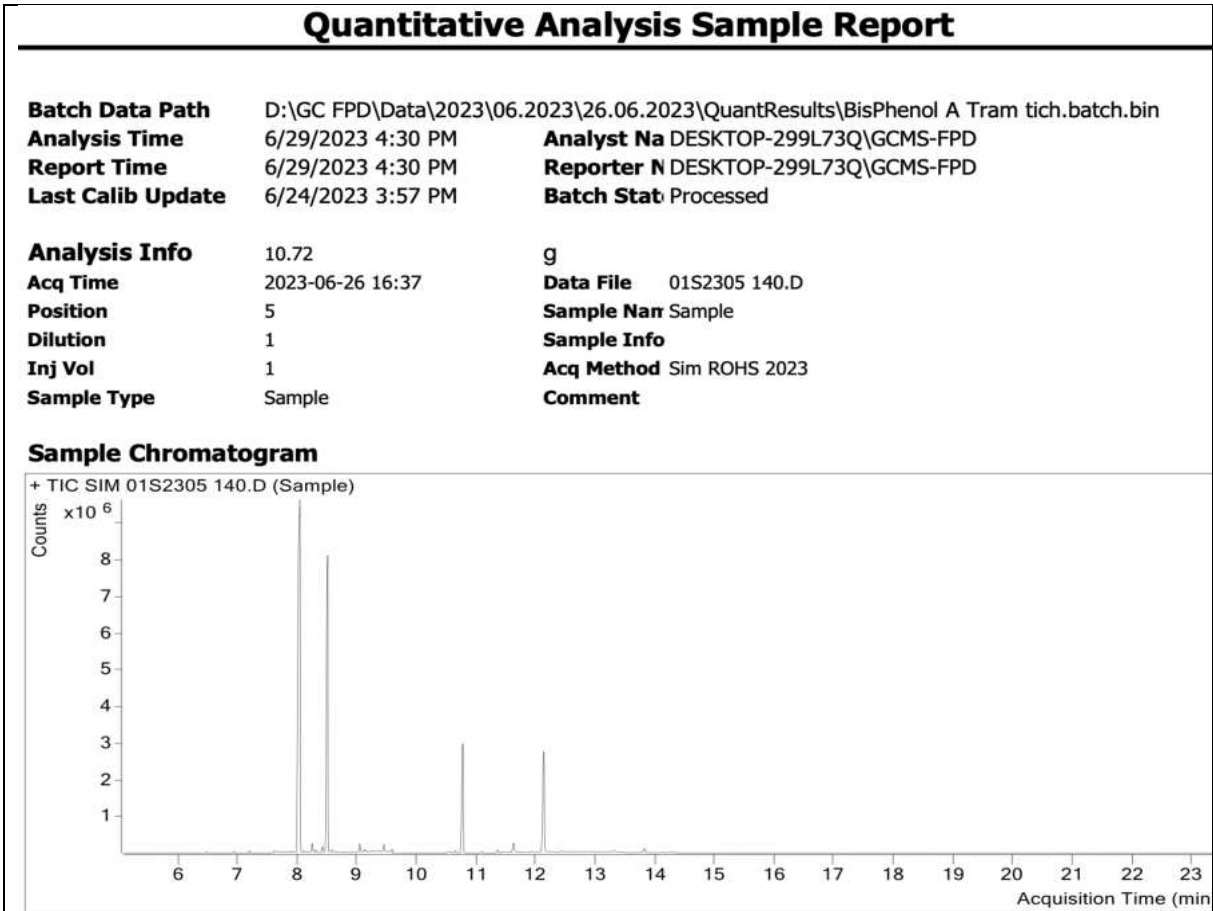 Quantitative Analysis Sample Report
Batch Data Path D:\GC FPD\Data\2023\06.2023\26.06.2023\QuantResults\BisPhenol A Tram tich.batch.bin
Analysis Time 6/29/2023 4:30 PM Analyst Na DESKTOP-299L73Q\GCMS-FPD
Report Time 6/29/2023 4:30 PM Reporter N DESKTOP-299L73Q\GCMS-FPD
Last Calib Update 6/24/2023 3:57 PM Batch Stat Processed
Analysis Info 10.72 g
Acq Time 2023-06-26 16:37 Data File 01S2305 140.D
Position 5 Sample Nam Sample
Dilution 1 Sample Info
Inj Vol 1 Acq Method Sim ROHS 2023
Sample Type Sample Comment
Sample Chromatogram
+ TIC SIM 01S2305 140.D (Sample)
Counts
x10 6
8
7
6
5
4
3
2
1
6 7 8 9 10 11 12 13 14 15 16 17 18 19 20 21 22 23
Acquisition Time (min